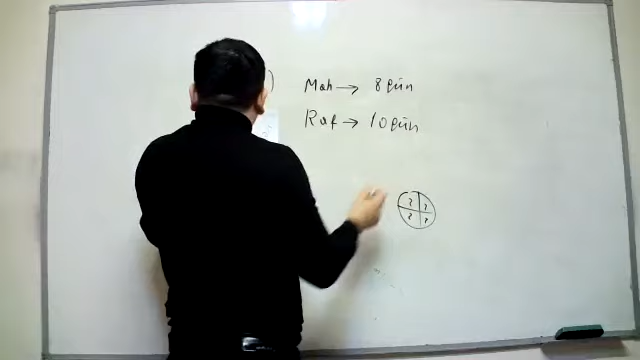 )
Mah → 8 gün
Raf → 10 gün
? ?
? ?